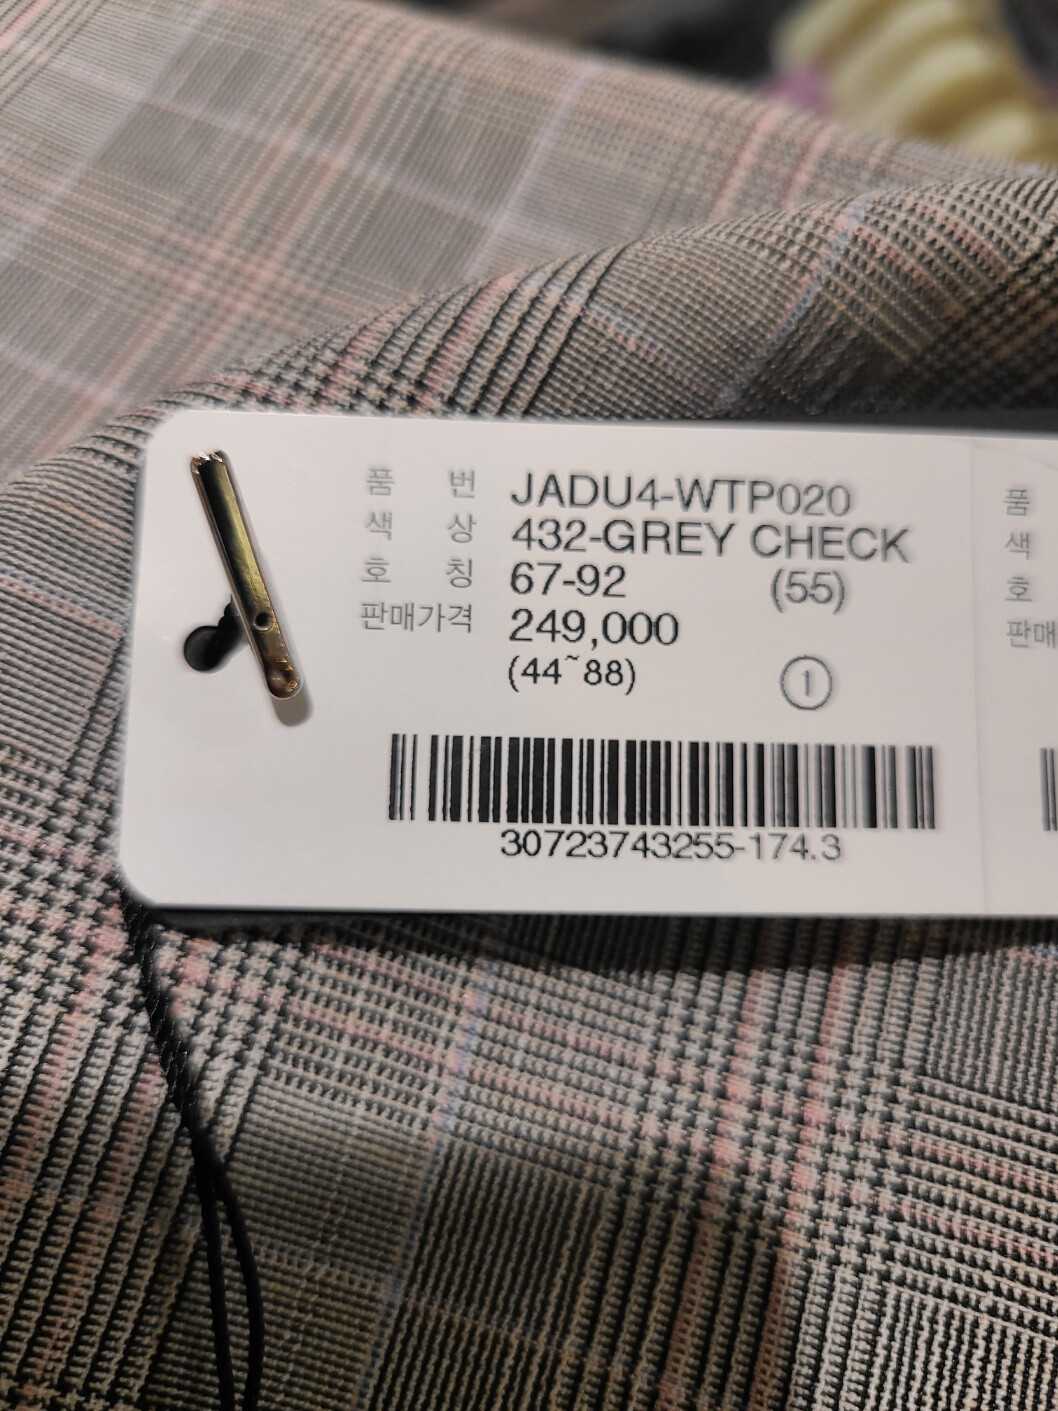 품 번 JADU4-WTP020
색 상 432-GREY CHECK
호 칭 67-92 (55)
판매가격 249,000
(44~88) 1
30723743255-174.3
품
색
호
판매